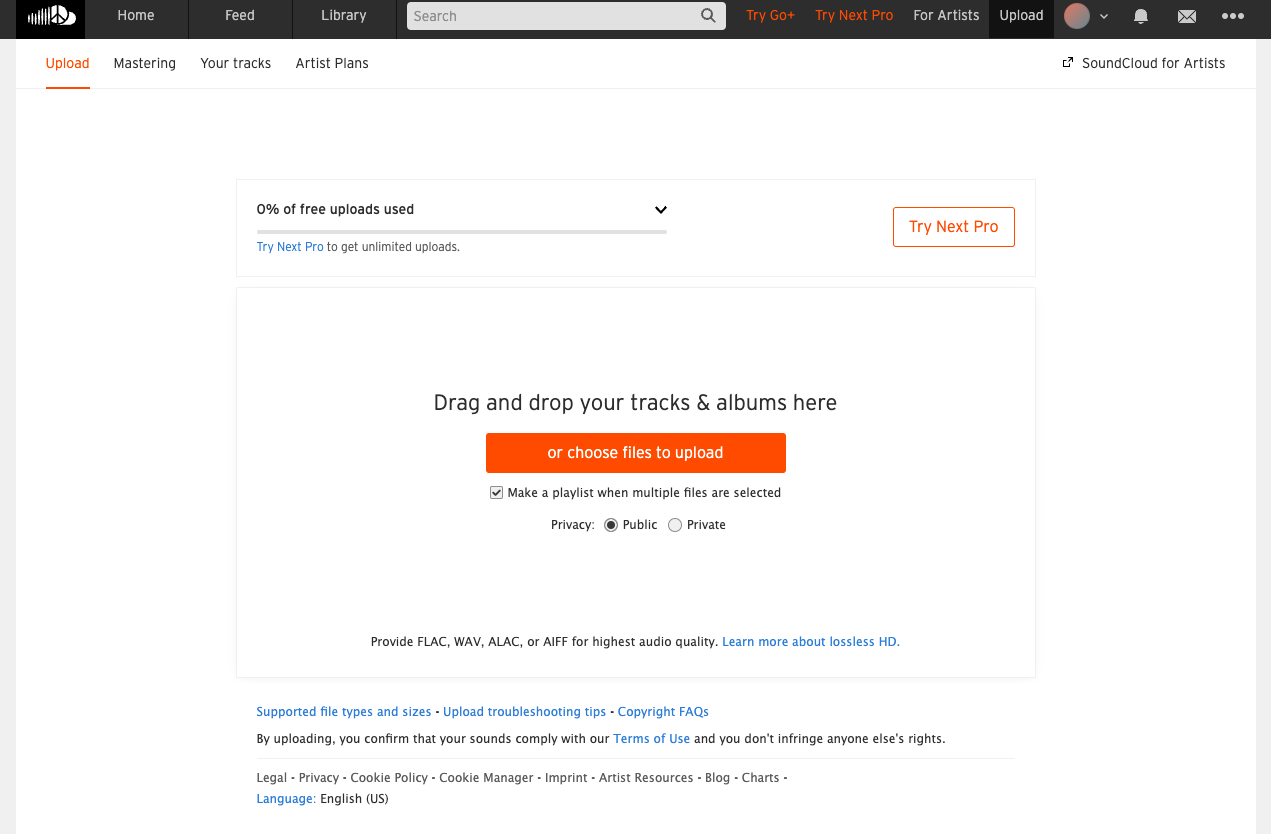 Home Feed Library Search Try Go+ Try Next Pro For Artists Upload
Upload Mastering Your tracks Artist Plans SoundCloud for Artists
0% of free uploads used
Try Next Pro to get unlimited uploads.
Try Next Pro
Drag and drop your tracks & albums here
or choose files to upload
Make a playlist when multiple files are selected
Privacy: Public Private
Provide FLAC, WAV, ALAC, or AIFF for highest audio quality. Learn more about lossless HD.
Supported file types and sizes - Upload troubleshooting tips - Copyright FAQs
By uploading, you confirm that your sounds comply with our Terms of Use and you don't infringe anyone else's rights.
Legal - Privacy - Cookie Policy - Cookie Manager - Imprint - Artist Resources - Blog - Charts -
Language: English (US)